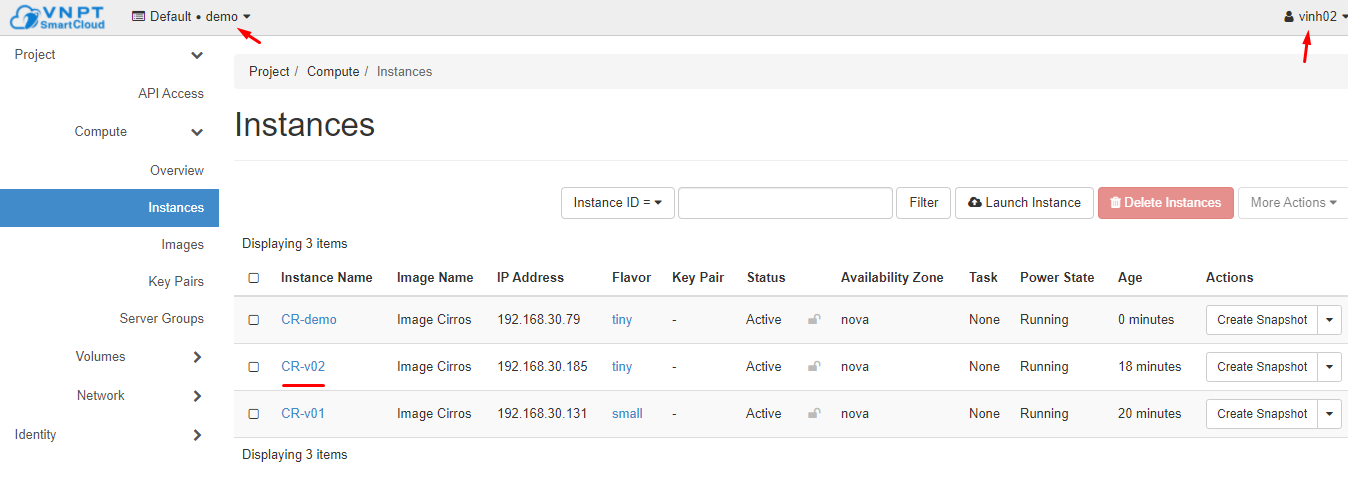 VNPT
SmartCloud
Default • demo
vinh02
Project
API Access
Compute
Overview
Instances
Images
Key Pairs
Server Groups
Volumes
Network
Identity
Project / Compute / Instances
Instances
Instance ID = Filter Launch Instance Delete Instances More Actions
Displaying 3 items
Instance Name Image Name IP Address Flavor Key Pair Status Availability Zone Task Power State Age Actions
CR-demo Image Cirros 192.168.30.79 tiny - Active nova None Running 0 minutes Create Snapshot
CR-v02 Image Cirros 192.168.30.185 tiny - Active nova None Running 18 minutes Create Snapshot
CR-v01 Image Cirros 192.168.30.131 small - Active nova None Running 20 minutes Create Snapshot
Displaying 3 items